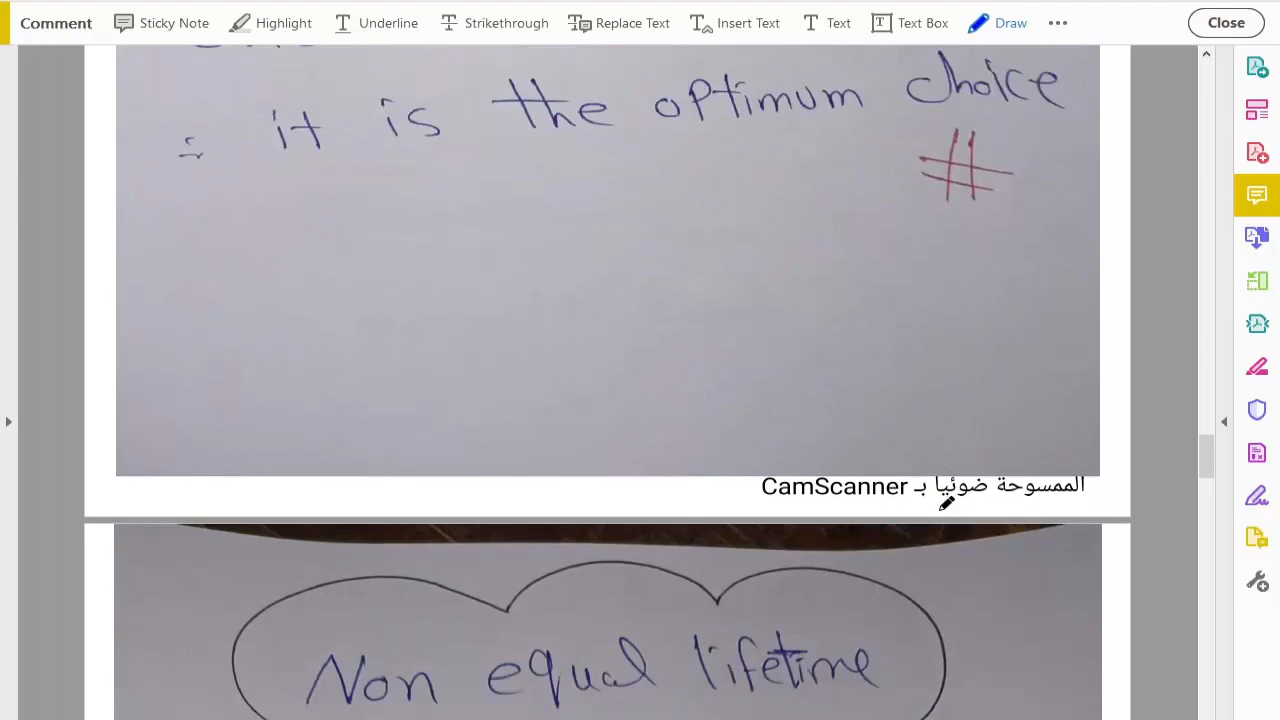 Comment Sticky Note Highlight Underline Strikethrough Replace Text Insert Text Text Text Box Draw Close
∴ it is the optimum choice
#
الممسوحة ضوئيا بـ CamScanner
Non equal lifetime